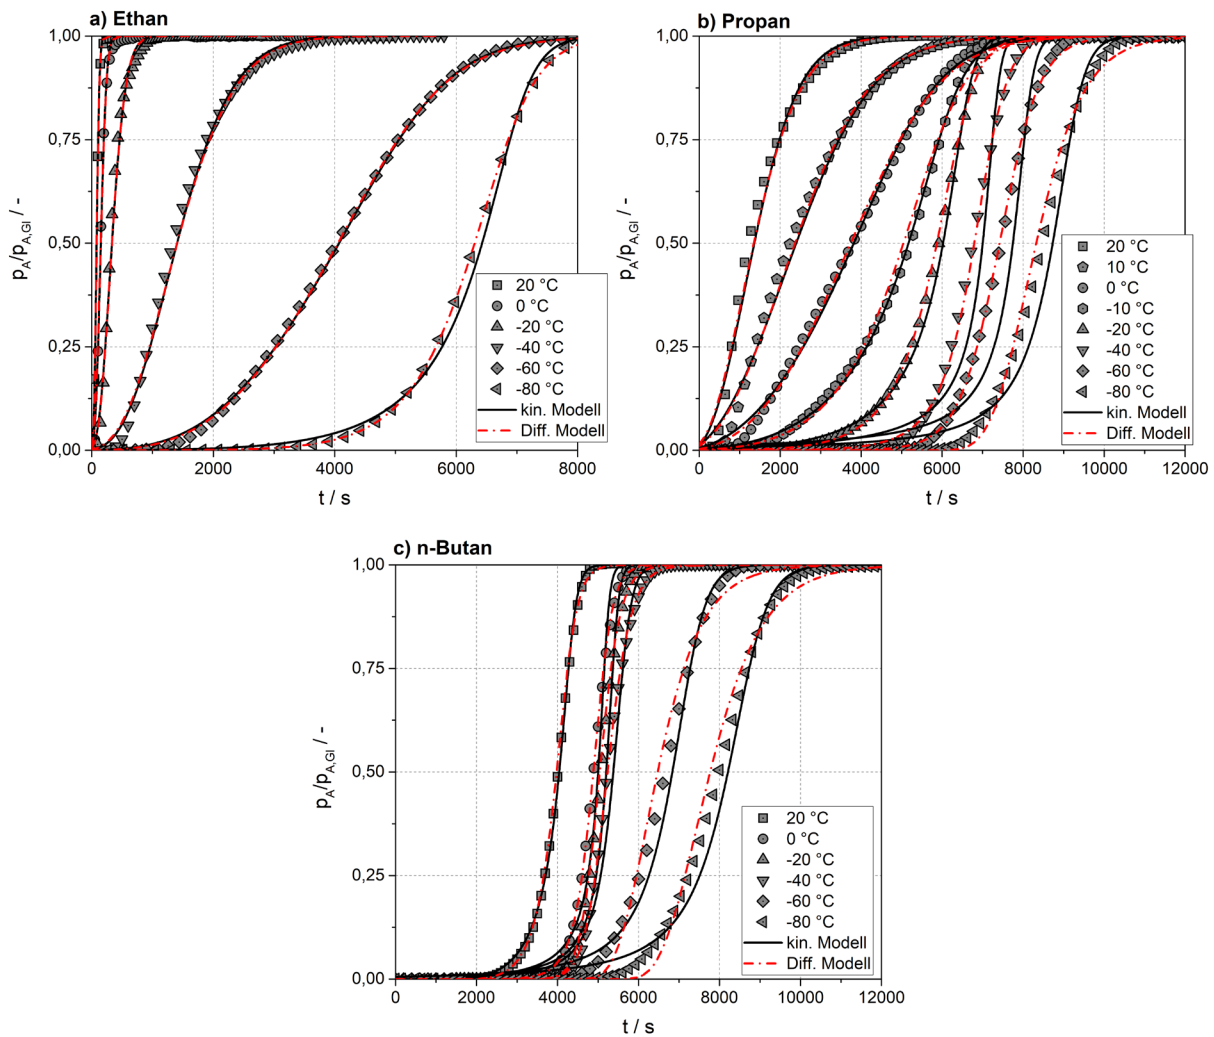 a) Ethan
1,00
0,75
0,50
0,25
0,00
p_A/p_A,Gl / -
0 2000 4000 6000 8000
t / s
20 °C
0 °C
-20 °C
-40 °C
-60 °C
-80 °C
kin. Modell
Diff. Modell
b) Propan
1,00
0,75
0,50
0,25
0,00
p_A/p_A,Gl / -
0 2000 4000 6000 8000 10000 12000
t / s
20 °C
10 °C
0 °C
-10 °C
-20 °C
-40 °C
-60 °C
-80 °C
kin. Modell
Diff. Modell
c) n-Butan
1,00
0,75
0,50
0,25
0,00
p_A/p_A,Gl / -
0 2000 4000 6000 8000 10000 12000
t / s
20 °C
0 °C
-20 °C
-40 °C
-60 °C
-80 °C
kin. Modell
Diff. Modell